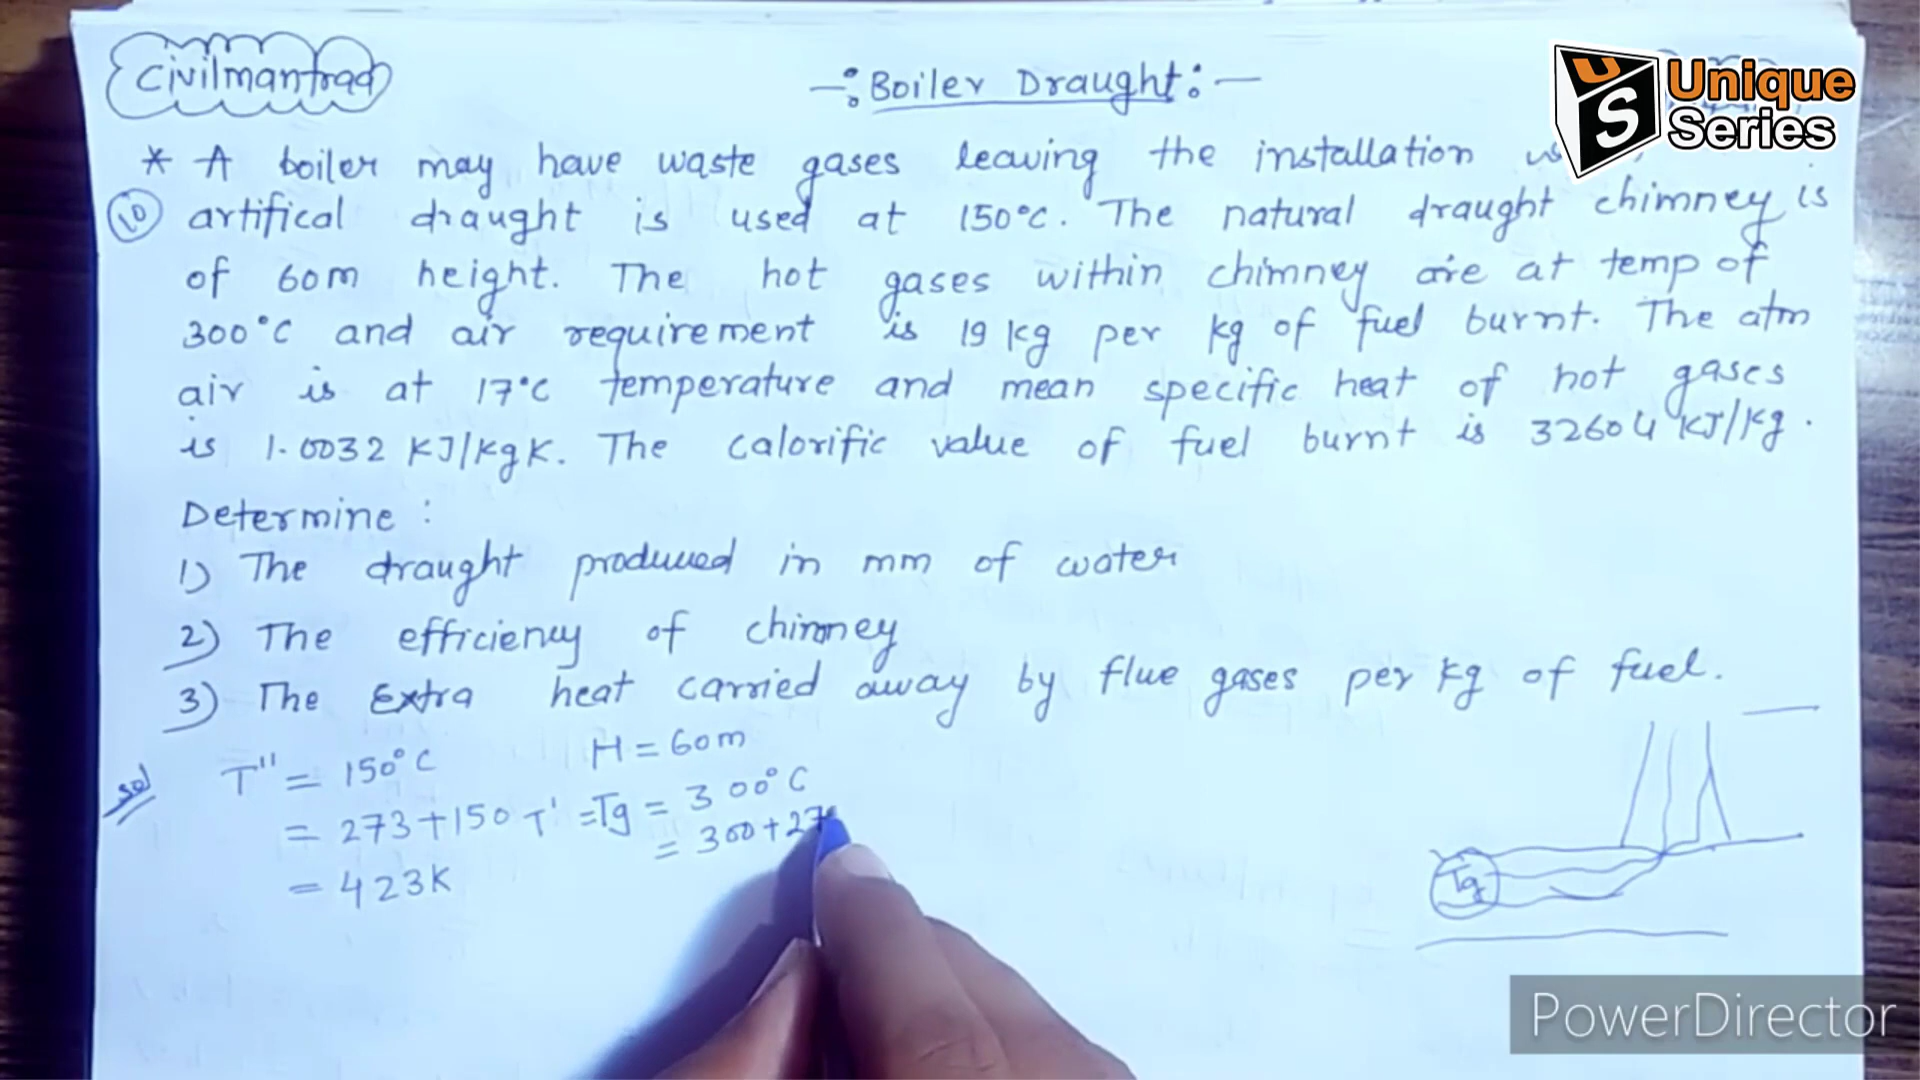 Civilmantraa
-: Boiler Draught :-
US Unique Series
* A boiler may have waste gases leaving the installation
10 artifical draught is used at 150°C. The natural draught chimney is
of 60m height. The hot gases within chimney are at temp of
300°C and air requirement is 19 kg per kg of fuel burnt. The atm
air is at 17°C temperature and mean specific heat of hot gases
is 1.0032 KJ/KgK. The calorific value of fuel burnt is 32604 KJ/Kg.
Determine :
1) The draught produced in mm of water
2) The efficiency of chimney
3) The Extra heat carried away by flue gases per kg of fuel.
Sol T" = 150°C H = 60m
= 273+150 T' =Tg = 300°C
= 423K = 300+27
Tg
PowerDirector